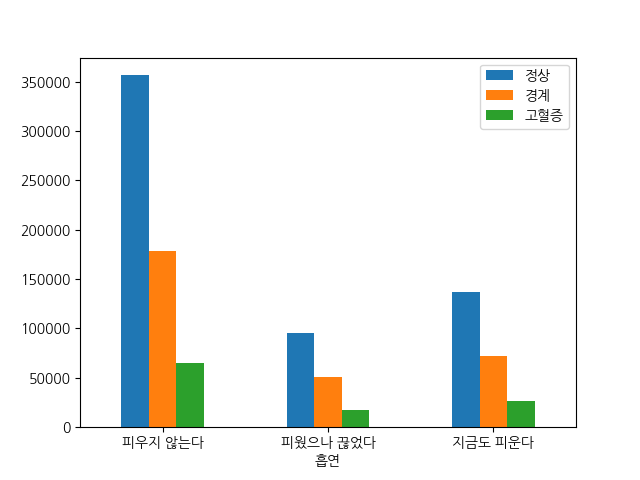 정상
경계
고혈증
350000
300000
250000
200000
150000
100000
50000
0
피우지 않는다
피웠으나 끊었다
지금도 피운다
흡연